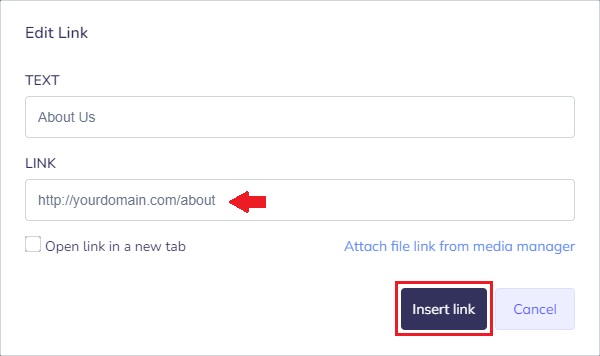 Edit Link
TEXT
About Us
LINK
http://yourdomain.com/about
Open link in a new tab
Attach file link from media manager
Insert link
Cancel